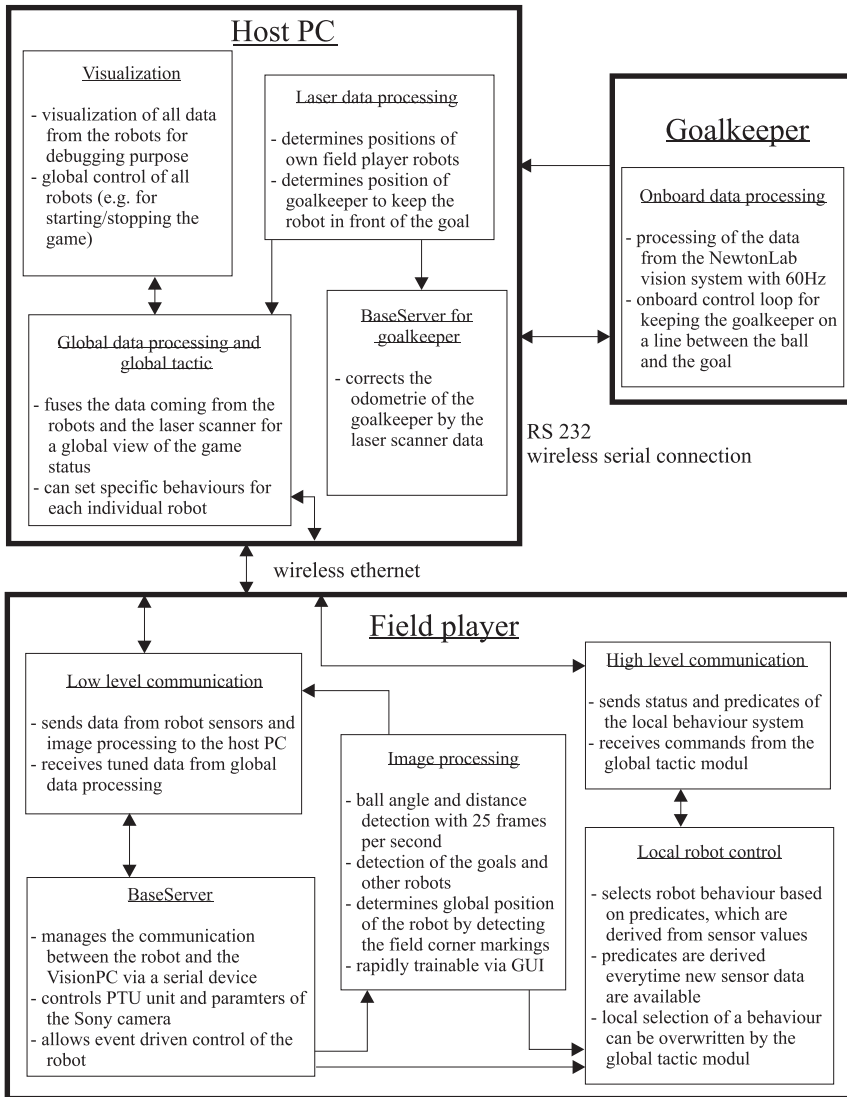 Host PC
Visualization
- visualization of all data
from the robots for
debugging purpose
- global control of all
robots (e.g. for
starting/stopping the
game)
Laser data processing
- determines positions of
own field player robots
- determines position of
goalkeeper to keep the
robot in front of the goal
Global data processing and
global tactic
- fuses the data coming from the
robots and the laser scanner for
a global view of the game
status
- can set specific behaviours for
each individual robot
BaseServer for
goalkeeper
- corrects the
odometrie of the
goalkeeper by the
laser scanner data
Goalkeeper
Onboard data processing
- processing of the data
from the NewtonLab
vision system with 60Hz
- onboard control loop for
keeping the goalkeeper on
a line between the ball
and the goal
RS 232
wireless serial connection
wireless ethernet
Field player
Low level communication
- sends data from robot sensors and
image processing to the host PC
- receives tuned data from global
data processing
BaseServer
- manages the communication
between the robot and the
VisionPC via a serial device
- controls PTU unit and paramters of
the Sony camera
- allows event driven control of the
robot
Image processing
- ball angle and distance
detection with 25 frames
per second
- detection of the goals and
other robots
- determines global position
of the robot by detecting
the field corner markings
- rapidly trainable via GUI
High level communication
- sends status and predicates of
the local behaviour system
- receives commands from the
global tactic modul
Local robot control
- selects robot behaviour based
on predicates, which are
derived from sensor values
- predicates are derived
everytime new sensor data
are available
- local selection of a behaviour
can be overwritten by the
global tactic modul